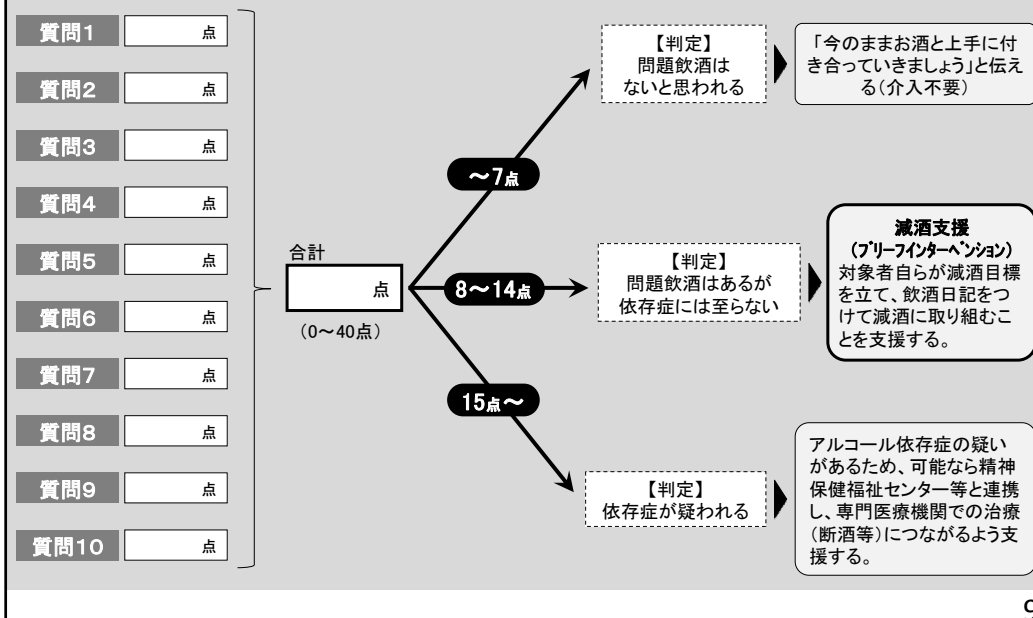 質問1 点
質問2 点
質問3 点
質問4 点
質問5 点
質問6 点
質問7 点
質問8 点
質問9 点
質問10 点
合計
点
(0～40点)
～7点
8～14点
15点～
【判定】
問題飲酒は
ないと思われる
「今のままお酒と上手に付
き合っていきましょう」と伝え
る(介入不要)
【判定】
問題飲酒はあるが
依存症には至らない
減酒支援
(ブリーフインターベンション)
対象者自らが減酒目標
を立て、飲酒日記をつ
けて減酒に取り組むこ
とを支援する。
【判定】
依存症が疑われる
アルコール依存症の疑い
があるため、可能なら精神
保健福祉センター等と連携
し、専門医療機関での治療
(断酒等)につながるよう支
援する。